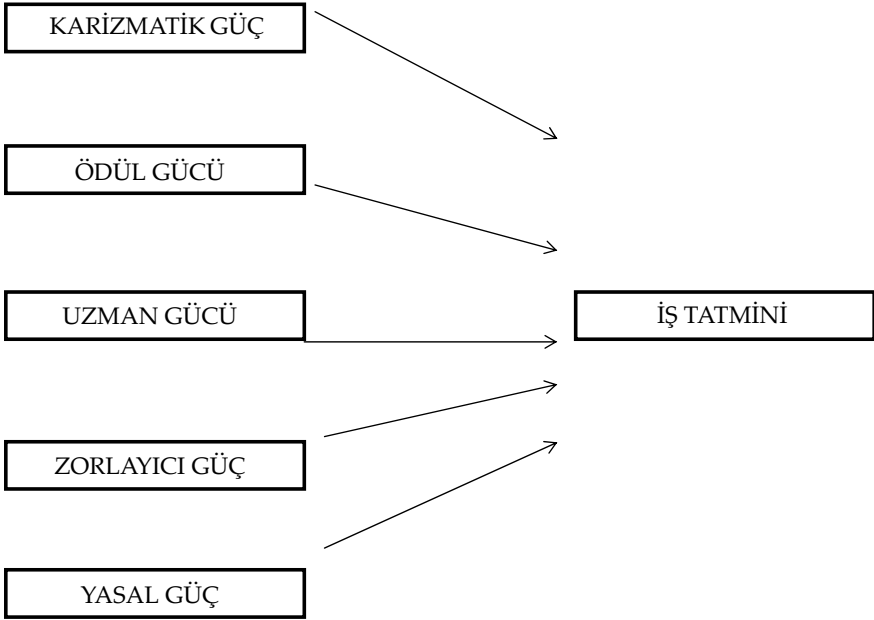 KARİZMATİK GÜÇ
ÖDÜL GÜCÜ
UZMAN GÜCÜ
İŞ TATMİNİ
ZORLAYICI GÜÇ
YASAL GÜÇ